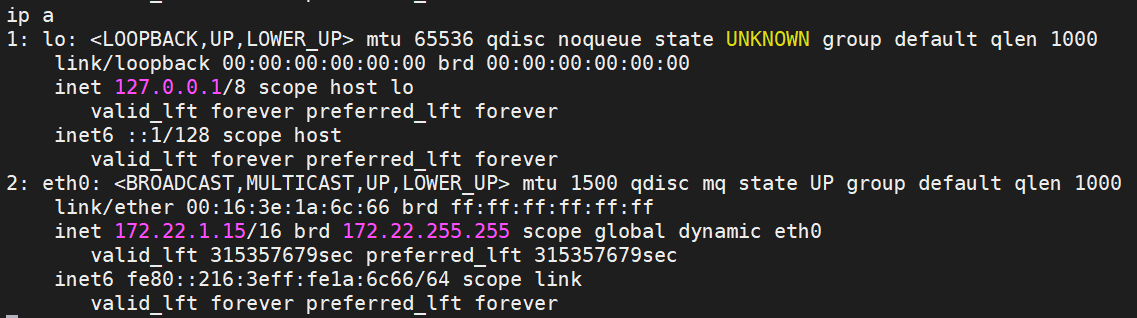 ip a
1: lo: <LOOPBACK,UP,LOWER_UP> mtu 65536 qdisc noqueue state UNKNOWN group default qlen 1000
    link/loopback 00:00:00:00:00:00 brd 00:00:00:00:00:00
    inet 127.0.0.1/8 scope host lo
       valid_lft forever preferred_lft forever
    inet6 ::1/128 scope host
       valid_lft forever preferred_lft forever
2: eth0: <BROADCAST,MULTICAST,UP,LOWER_UP> mtu 1500 qdisc mq state UP group default qlen 1000
    link/ether 00:16:3e:1a:6c:66 brd ff:ff:ff:ff:ff:ff
    inet 172.22.1.15/16 brd 172.22.255.255 scope global dynamic eth0
       valid_lft 315357679sec preferred_lft 315357679sec
    inet6 fe80::216:3eff:fe1a:6c66/64 scope link
       valid_lft forever preferred_lft forever